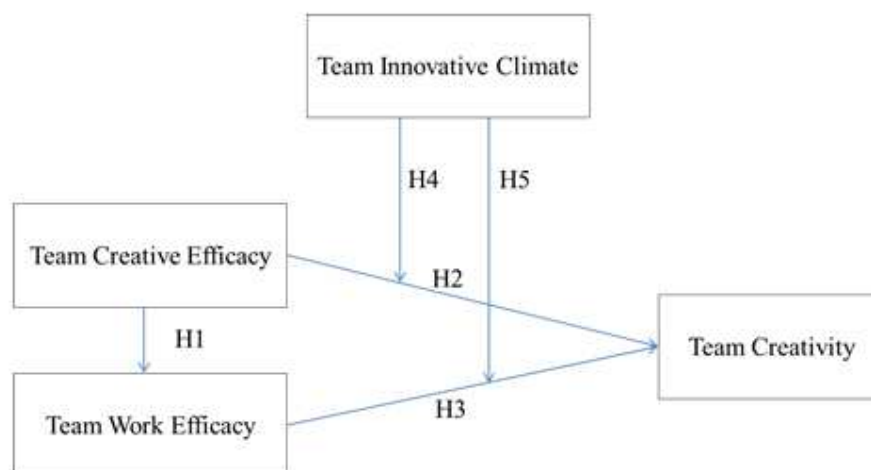 Team Innovative Climate
H4
H5
Team Creative Efficacy
H2
H1
Team Creativity
Team Work Efficacy
H3